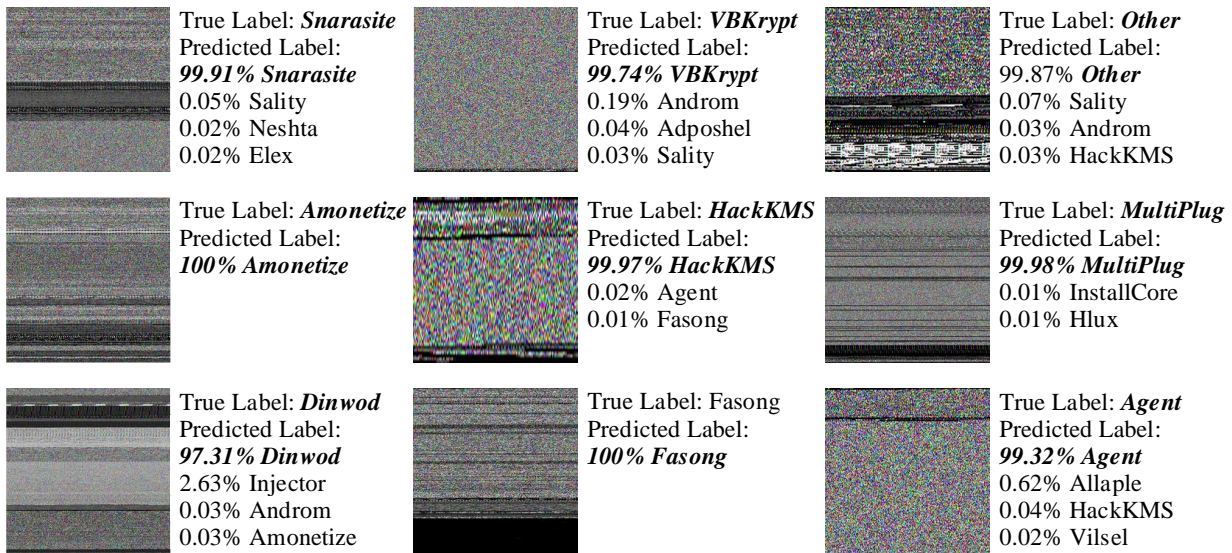 True Label: Snarasite
Predicted Label:
99.91% Snarasite
0.05% Sality
0.02% Neshta
0.02% Elex
True Label: VBKrypt
Predicted Label:
99.74% VBKrypt
0.19% Androm
0.04% Adposhel
0.03% Sality
True Label: Other
Predicted Label:
99.87% Other
0.07% Sality
0.03% Androm
0.03% HackKMS
True Label: Amonetize
Predicted Label:
100% Amonetize
True Label: HackKMS
Predicted Label:
99.97% HackKMS
0.02% Agent
0.01% Fasong
True Label: MultiPlug
Predicted Label:
99.98% MultiPlug
0.01% InstallCore
0.01% Hlux
True Label: Dinwod
Predicted Label:
97.31% Dinwod
2.63% Injector
0.03% Androm
0.03% Amonetize
True Label: Fasong
Predicted Label:
100% Fasong
True Label: Agent
Predicted Label:
99.32% Agent
0.62% Allaple
0.04% HackKMS
0.02% Vilsel